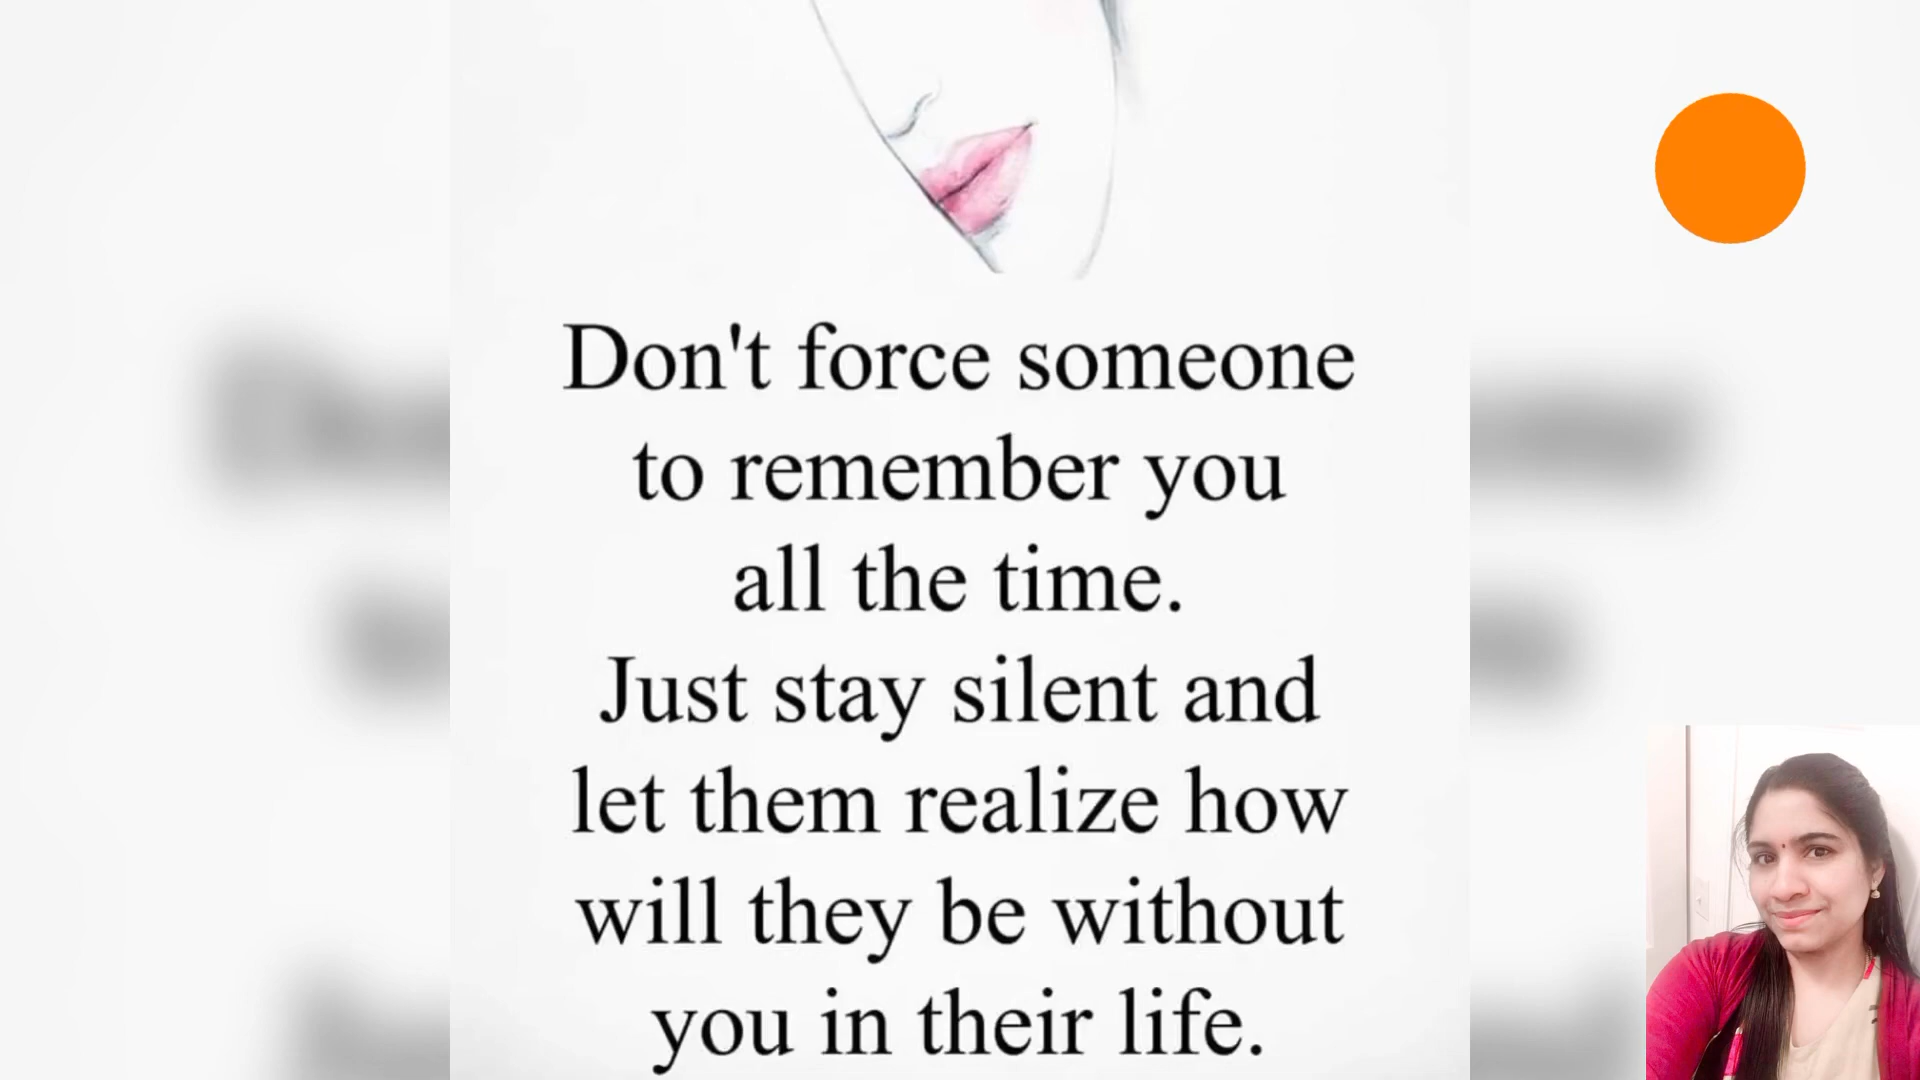 Don't force someone
to remember you
all the time.
Just stay silent and
let them realize how
will they be without
you in their life.